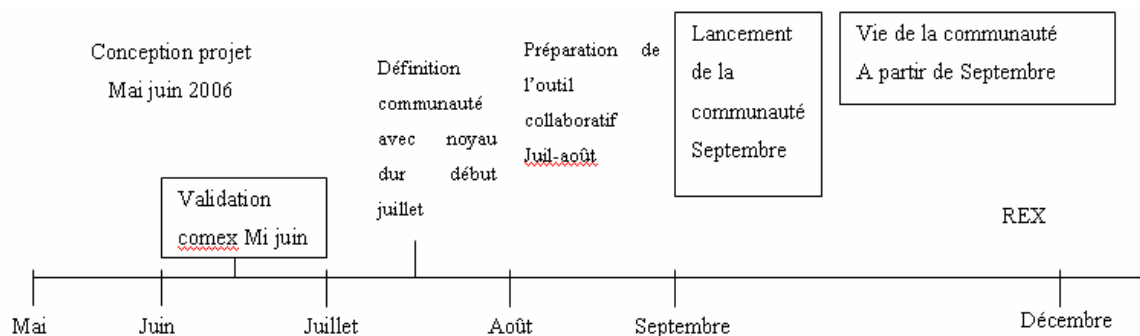 Conception projet
Mai juin 2006
Validation
comex Mi juin
Définition
communauté
avec noyau
dur début
juillet
Préparation de
l’outil
collaboratif
Juil-août
Lancement
de la
communauté
Septembre
Vie de la communauté
A partir de Septembre
REX
Mai
Juin
Juillet
Août
Septembre
Décembre